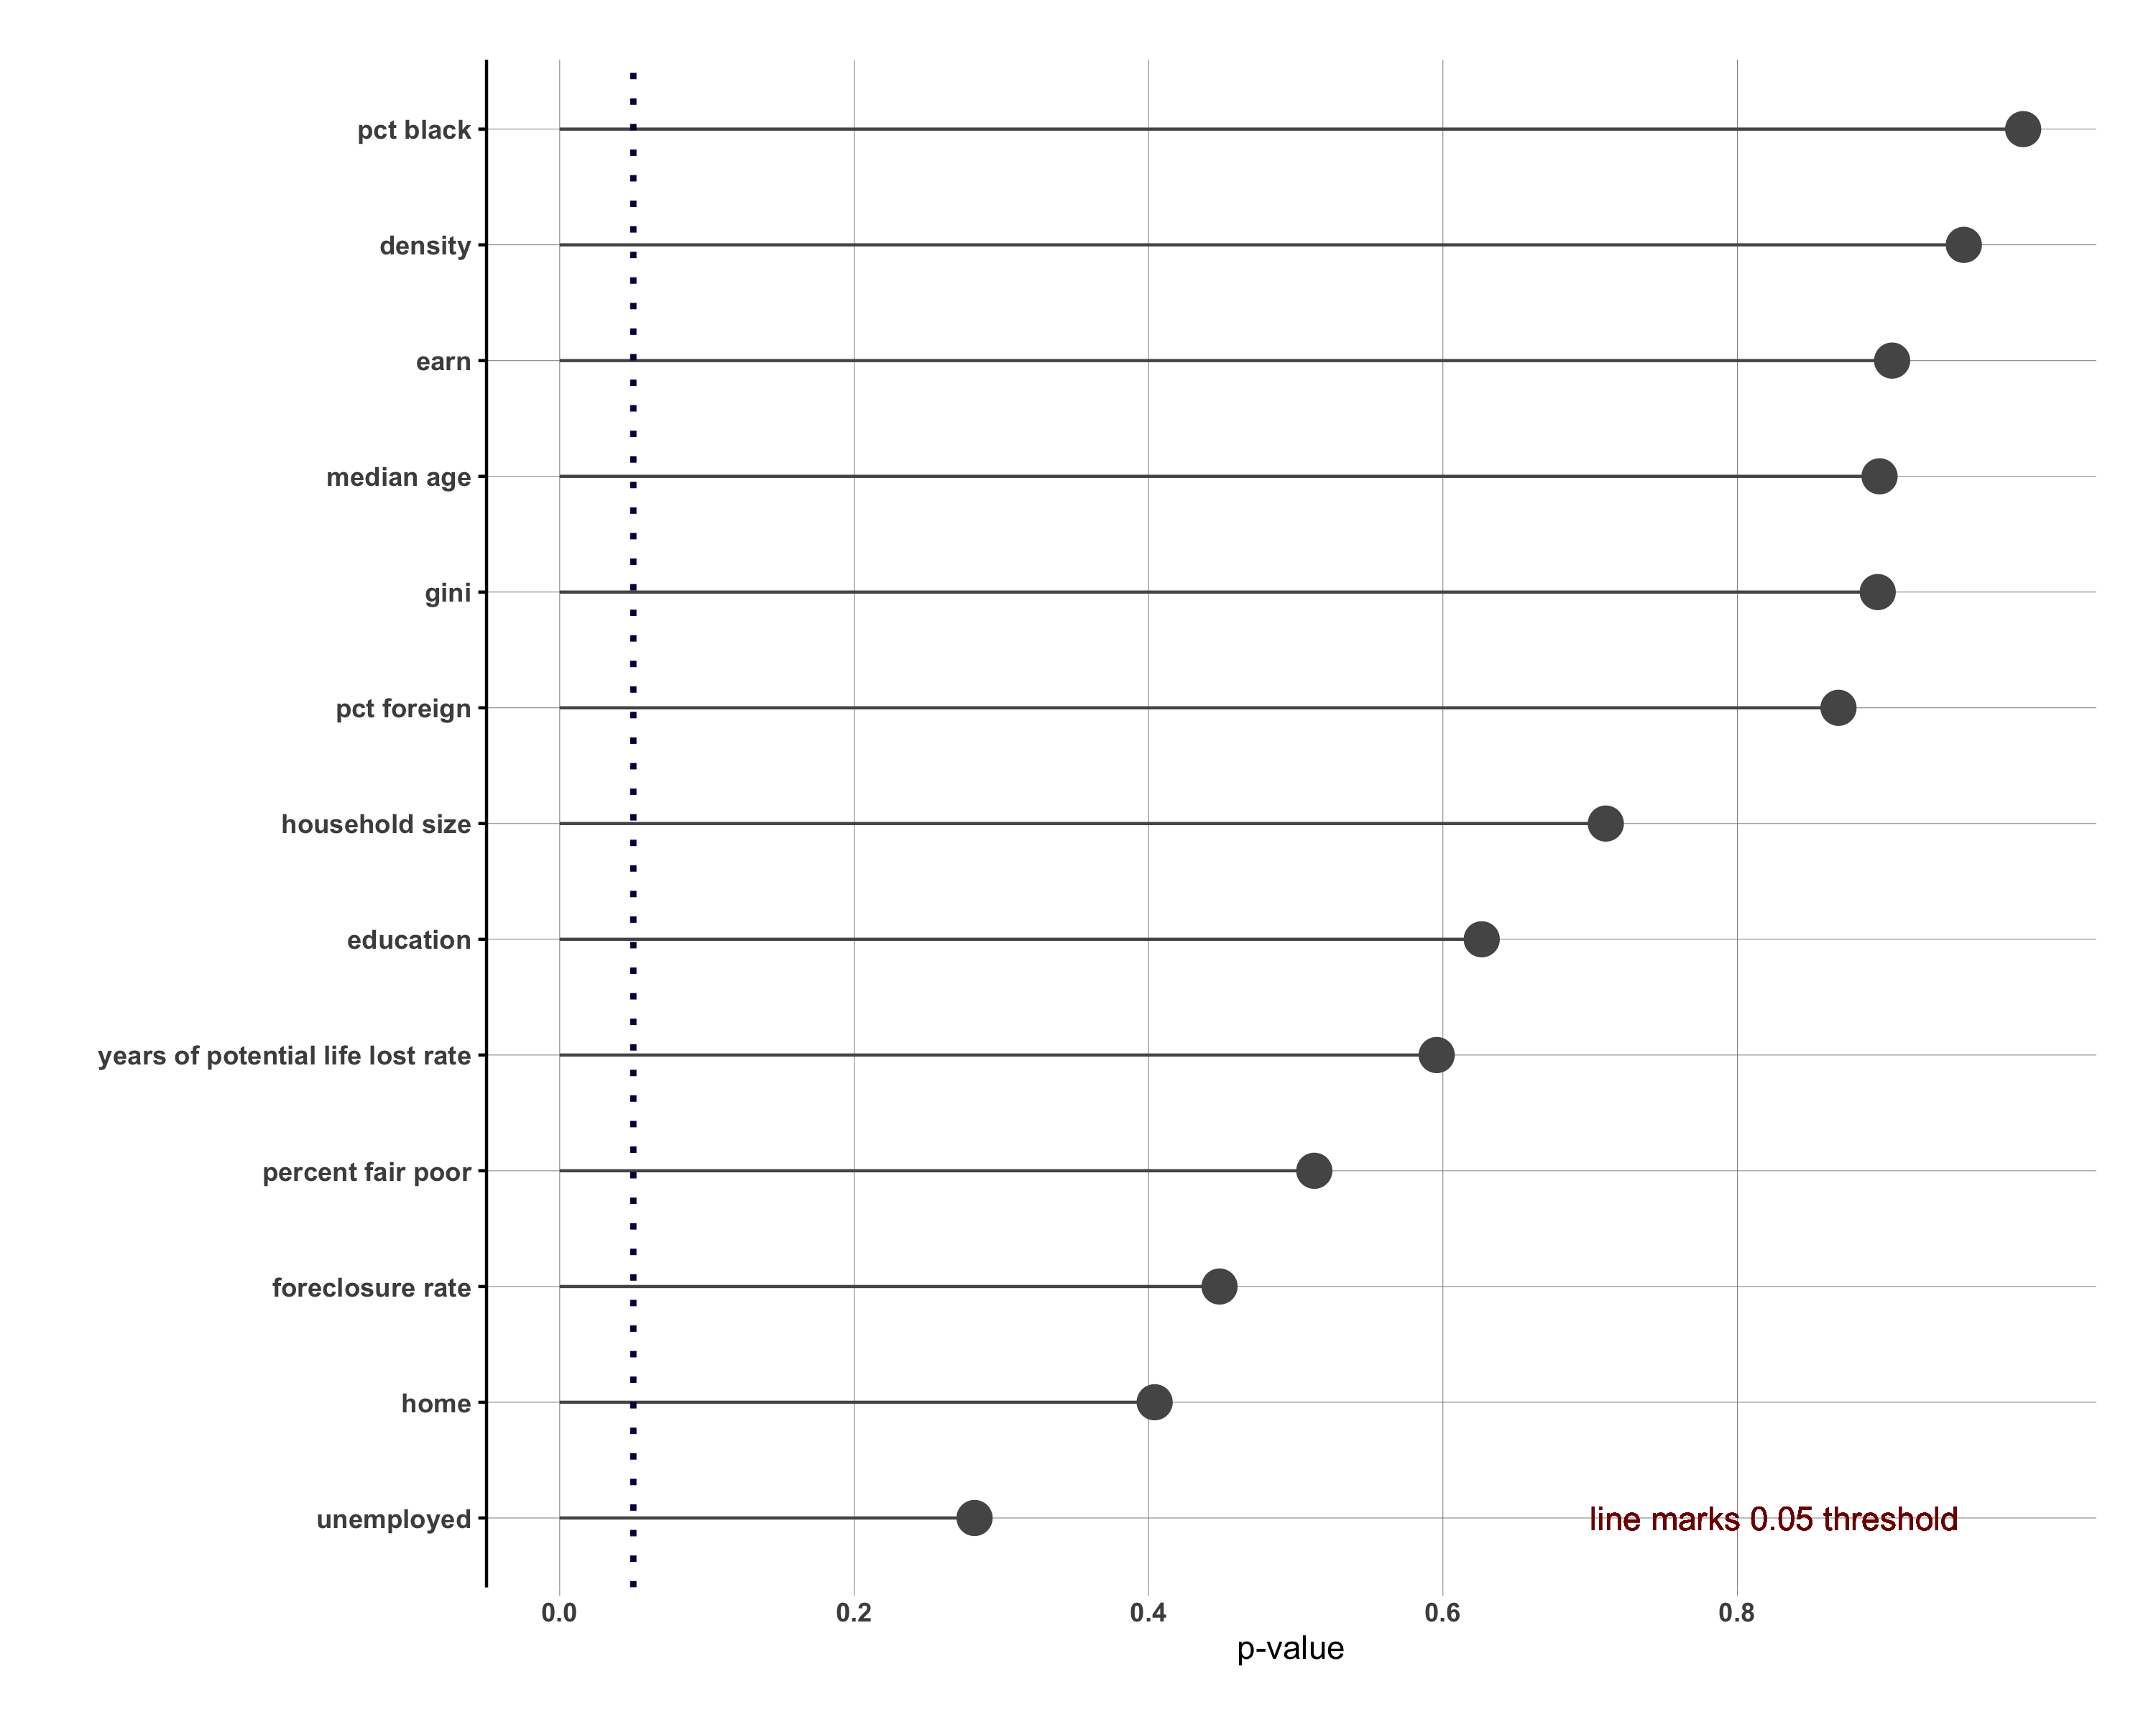 pct black
density
earn
median age
gini
pct foreign
household size
education
years of potential life lost rate
percent fair poor
foreclosure rate
home
unemployed
line marks 0.05 threshold
0.0 0.2 0.4 0.6 0.8
p-value